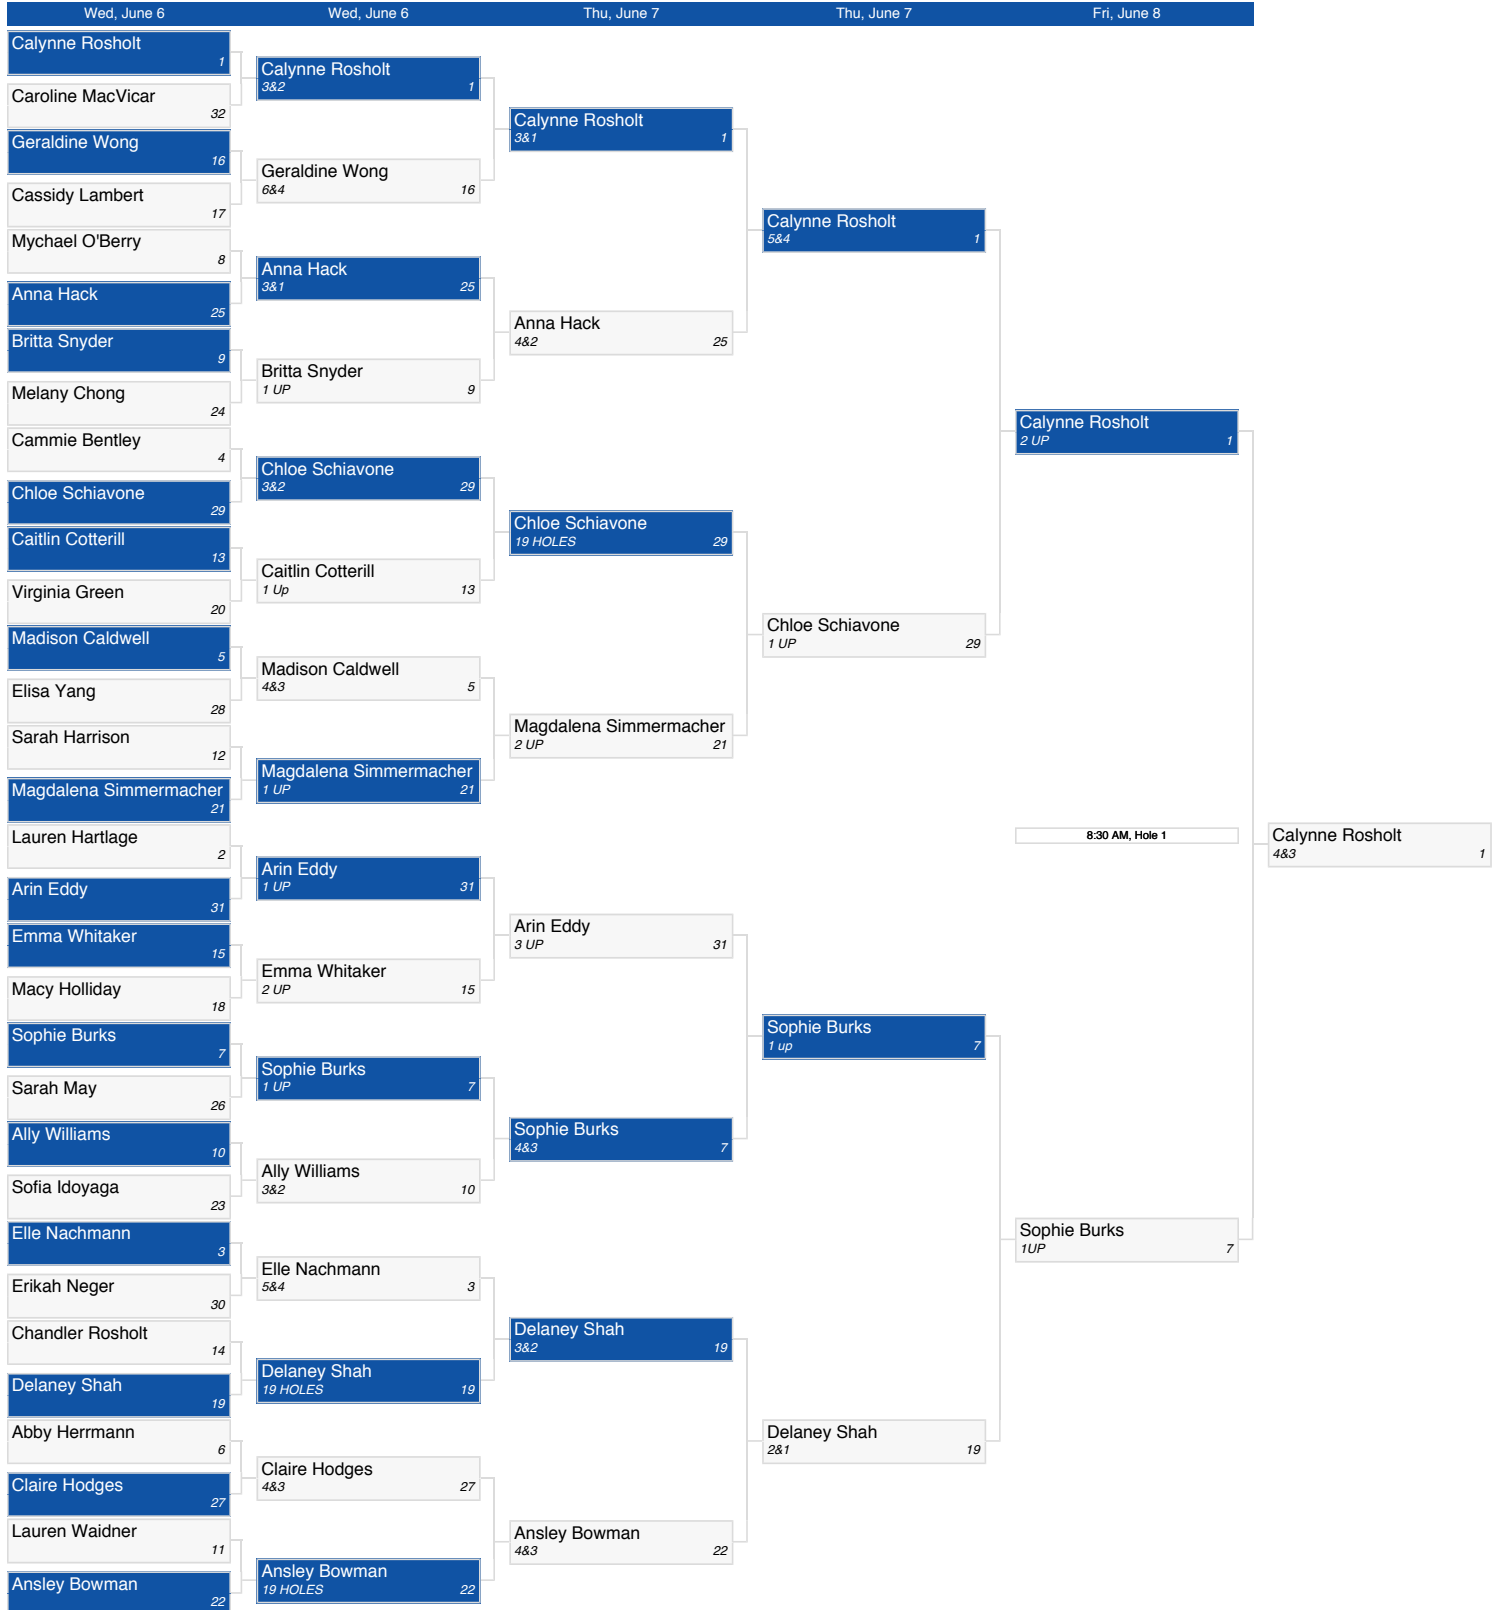 Wed, June 6
Wed, June 6
Thu, June 7
Thu, June 7
Fri, June 8
Calynne Rosholt
1
Caroline MacVicar
32
Geraldine Wong
16
Cassidy Lambert
17
Mychael O'Berry
8
Anna Hack
25
Britta Snyder
9
Melany Chong
24
Cammie Bentley
4
Chloe Schiavone
29
Caitlin Cotterill
13
Virginia Green
20
Madison Caldwell
5
Elisa Yang
28
Sarah Harrison
12
Magdalena Simmermacher
21
Lauren Hartlage
2
Arin Eddy
31
Emma Whitaker
15
Macy Holliday
18
Sophie Burks
7
Sarah May
26
Ally Williams
10
Sofia Idoyaga
23
Elle Nachmann
3
Erikah Neger
30
Chandler Rosholt
14
Delaney Shah
19
Abby Herrmann
6
Claire Hodges
27
Lauren Waidner
11
Ansley Bowman
22
Calynne Rosholt
3&2 1
Geraldine Wong
6&4 16
Anna Hack
3&1 25
Britta Snyder
1 UP 9
Chloe Schiavone
3&2 29
Caitlin Cotterill
1 Up 13
Madison Caldwell
4&3 5
Magdalena Simmermacher
1 UP 21
Arin Eddy
1 UP 31
Emma Whitaker
2 UP 15
Sophie Burks
1 UP 7
Ally Williams
3&2 10
Elle Nachmann
5&4 3
Delaney Shah
19 HOLES 19
Claire Hodges
4&3 27
Ansley Bowman
19 HOLES 22
Calynne Rosholt
3&1 1
Anna Hack
4&2 25
Chloe Schiavone
19 HOLES 29
Magdalena Simmermacher
2 UP 21
Arin Eddy
3 UP 31
Sophie Burks
4&3 7
Delaney Shah
3&2 19
Ansley Bowman
4&3 22
Calynne Rosholt
5&4 1
Chloe Schiavone
1 UP 29
Sophie Burks
1 up 7
Delaney Shah
2&1 19
Calynne Rosholt
2 UP 1
8:30 AM, Hole 1
Sophie Burks
1UP 7
Calynne Rosholt
4&3 1